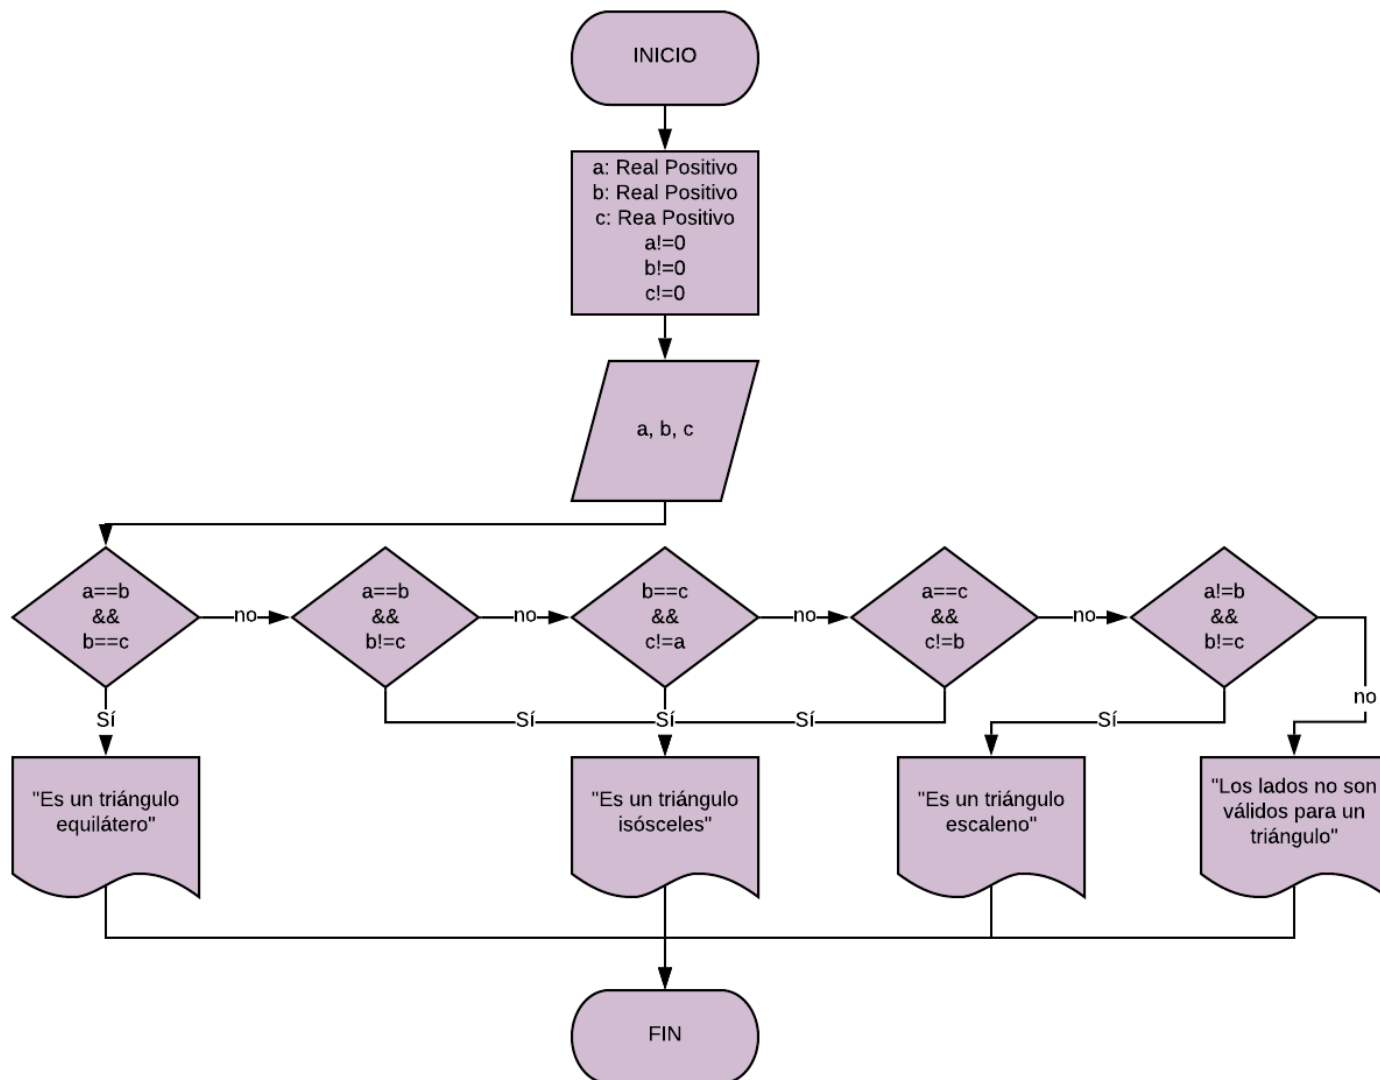 INICIO
a: Real Positivo
b: Real Positivo
c: Rea Positivo
a!=0
b!=0
c!=0
a, b, c
a==b
&&
b==c
no
a==b
&&
b!=c
no
b==c
&&
c!=a
no
a==c
&&
c!=b
no
a!=b
&&
b!=c
no
Sí
Sí
Sí
Sí
Sí
"Es un triángulo
equilátero"
"Es un triángulo
isósceles"
"Es un triángulo
escaleno"
"Los lados no son
válidos para un
triángulo"
FIN